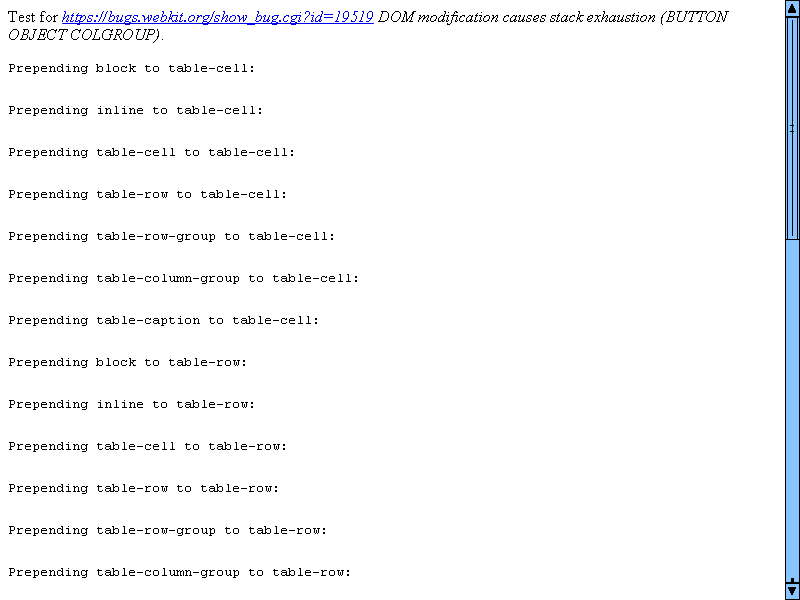 Test for https://bugs.webkit.org/show_bug.cgi?id=19519 DOM modification causes stack exhaustion (BUTTON
OBJECT COLGROUP).
Prepending block to table-cell:
Prepending inline to table-cell:
Prepending table-cell to table-cell:
Prepending table-row to table-cell:
Prepending table-row-group to table-cell:
Prepending table-column-group to table-cell:
Prepending table-caption to table-cell:
Prepending block to table-row:
Prepending inline to table-row:
Prepending table-cell to table-row:
Prepending table-row to table-row:
Prepending table-row-group to table-row:
Prepending table-column-group to table-row: